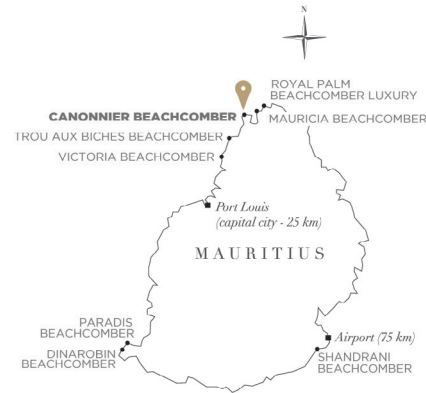 N
ROYAL PALM
BEACHCOMBER LUXURY
CANONNIER BEACHCOMBER
MAURICIA BEACHCOMBER
TROU AUX BICHES BEACHCOMBER
VICTORIA BEACHCOMBER
Port Louis
(capital city - 25 km)
MAURITIUS
PARADIS
BEACHCOMBER
DINAROBIN
BEACHCOMBER
Airport (75 km)
SHANDRANI
BEACHCOMBER